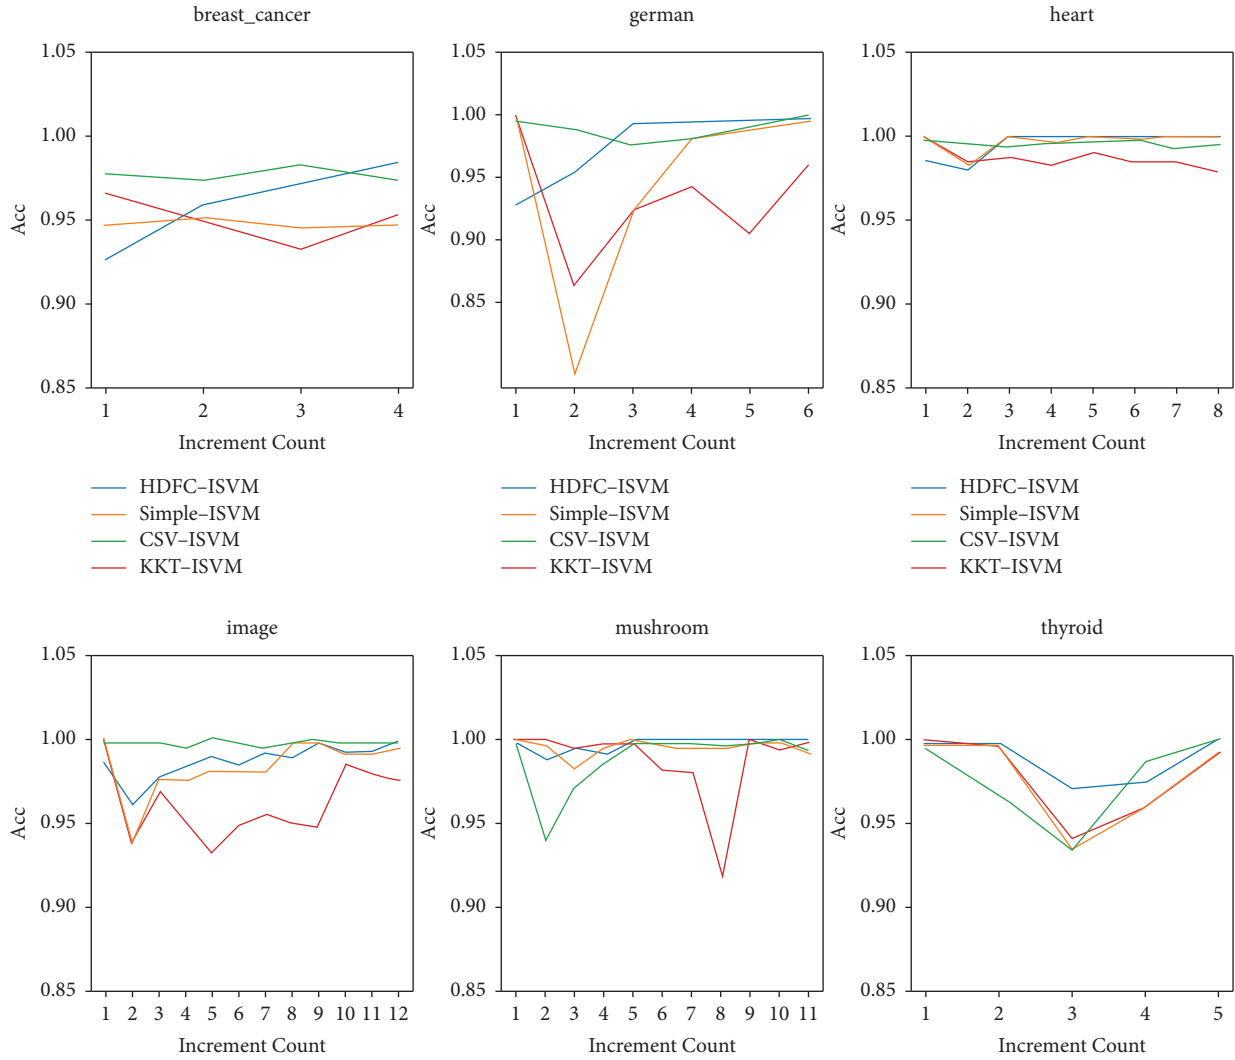 breast_cancer
1.05
1.00
0.95
0.90
0.85
Acc
1 2 3 4
Increment Count
HDFC–ISVM
Simple–ISVM
CSV–ISVM
KKT–ISVM
german
1.05
1.00
0.95
0.90
0.85
Acc
1 2 3 4 5 6
Increment Count
HDFC–ISVM
Simple–ISVM
CSV–ISVM
KKT–ISVM
heart
1.05
1.00
0.95
0.90
0.85
Acc
1 2 3 4 5 6 7 8
Increment Count
HDFC–ISVM
Simple–ISVM
CSV–ISVM
KKT–ISVM
image
1.05
1.00
0.95
0.90
0.85
Acc
1 2 3 4 5 6 7 8 9 10 11 12
Increment Count
mushroom
1.05
1.00
0.95
0.90
0.85
Acc
1 2 3 4 5 6 7 8 9 10 11
Increment Count
thyroid
1.05
1.00
0.95
0.90
0.85
Acc
1 2 3 4 5
Increment Count